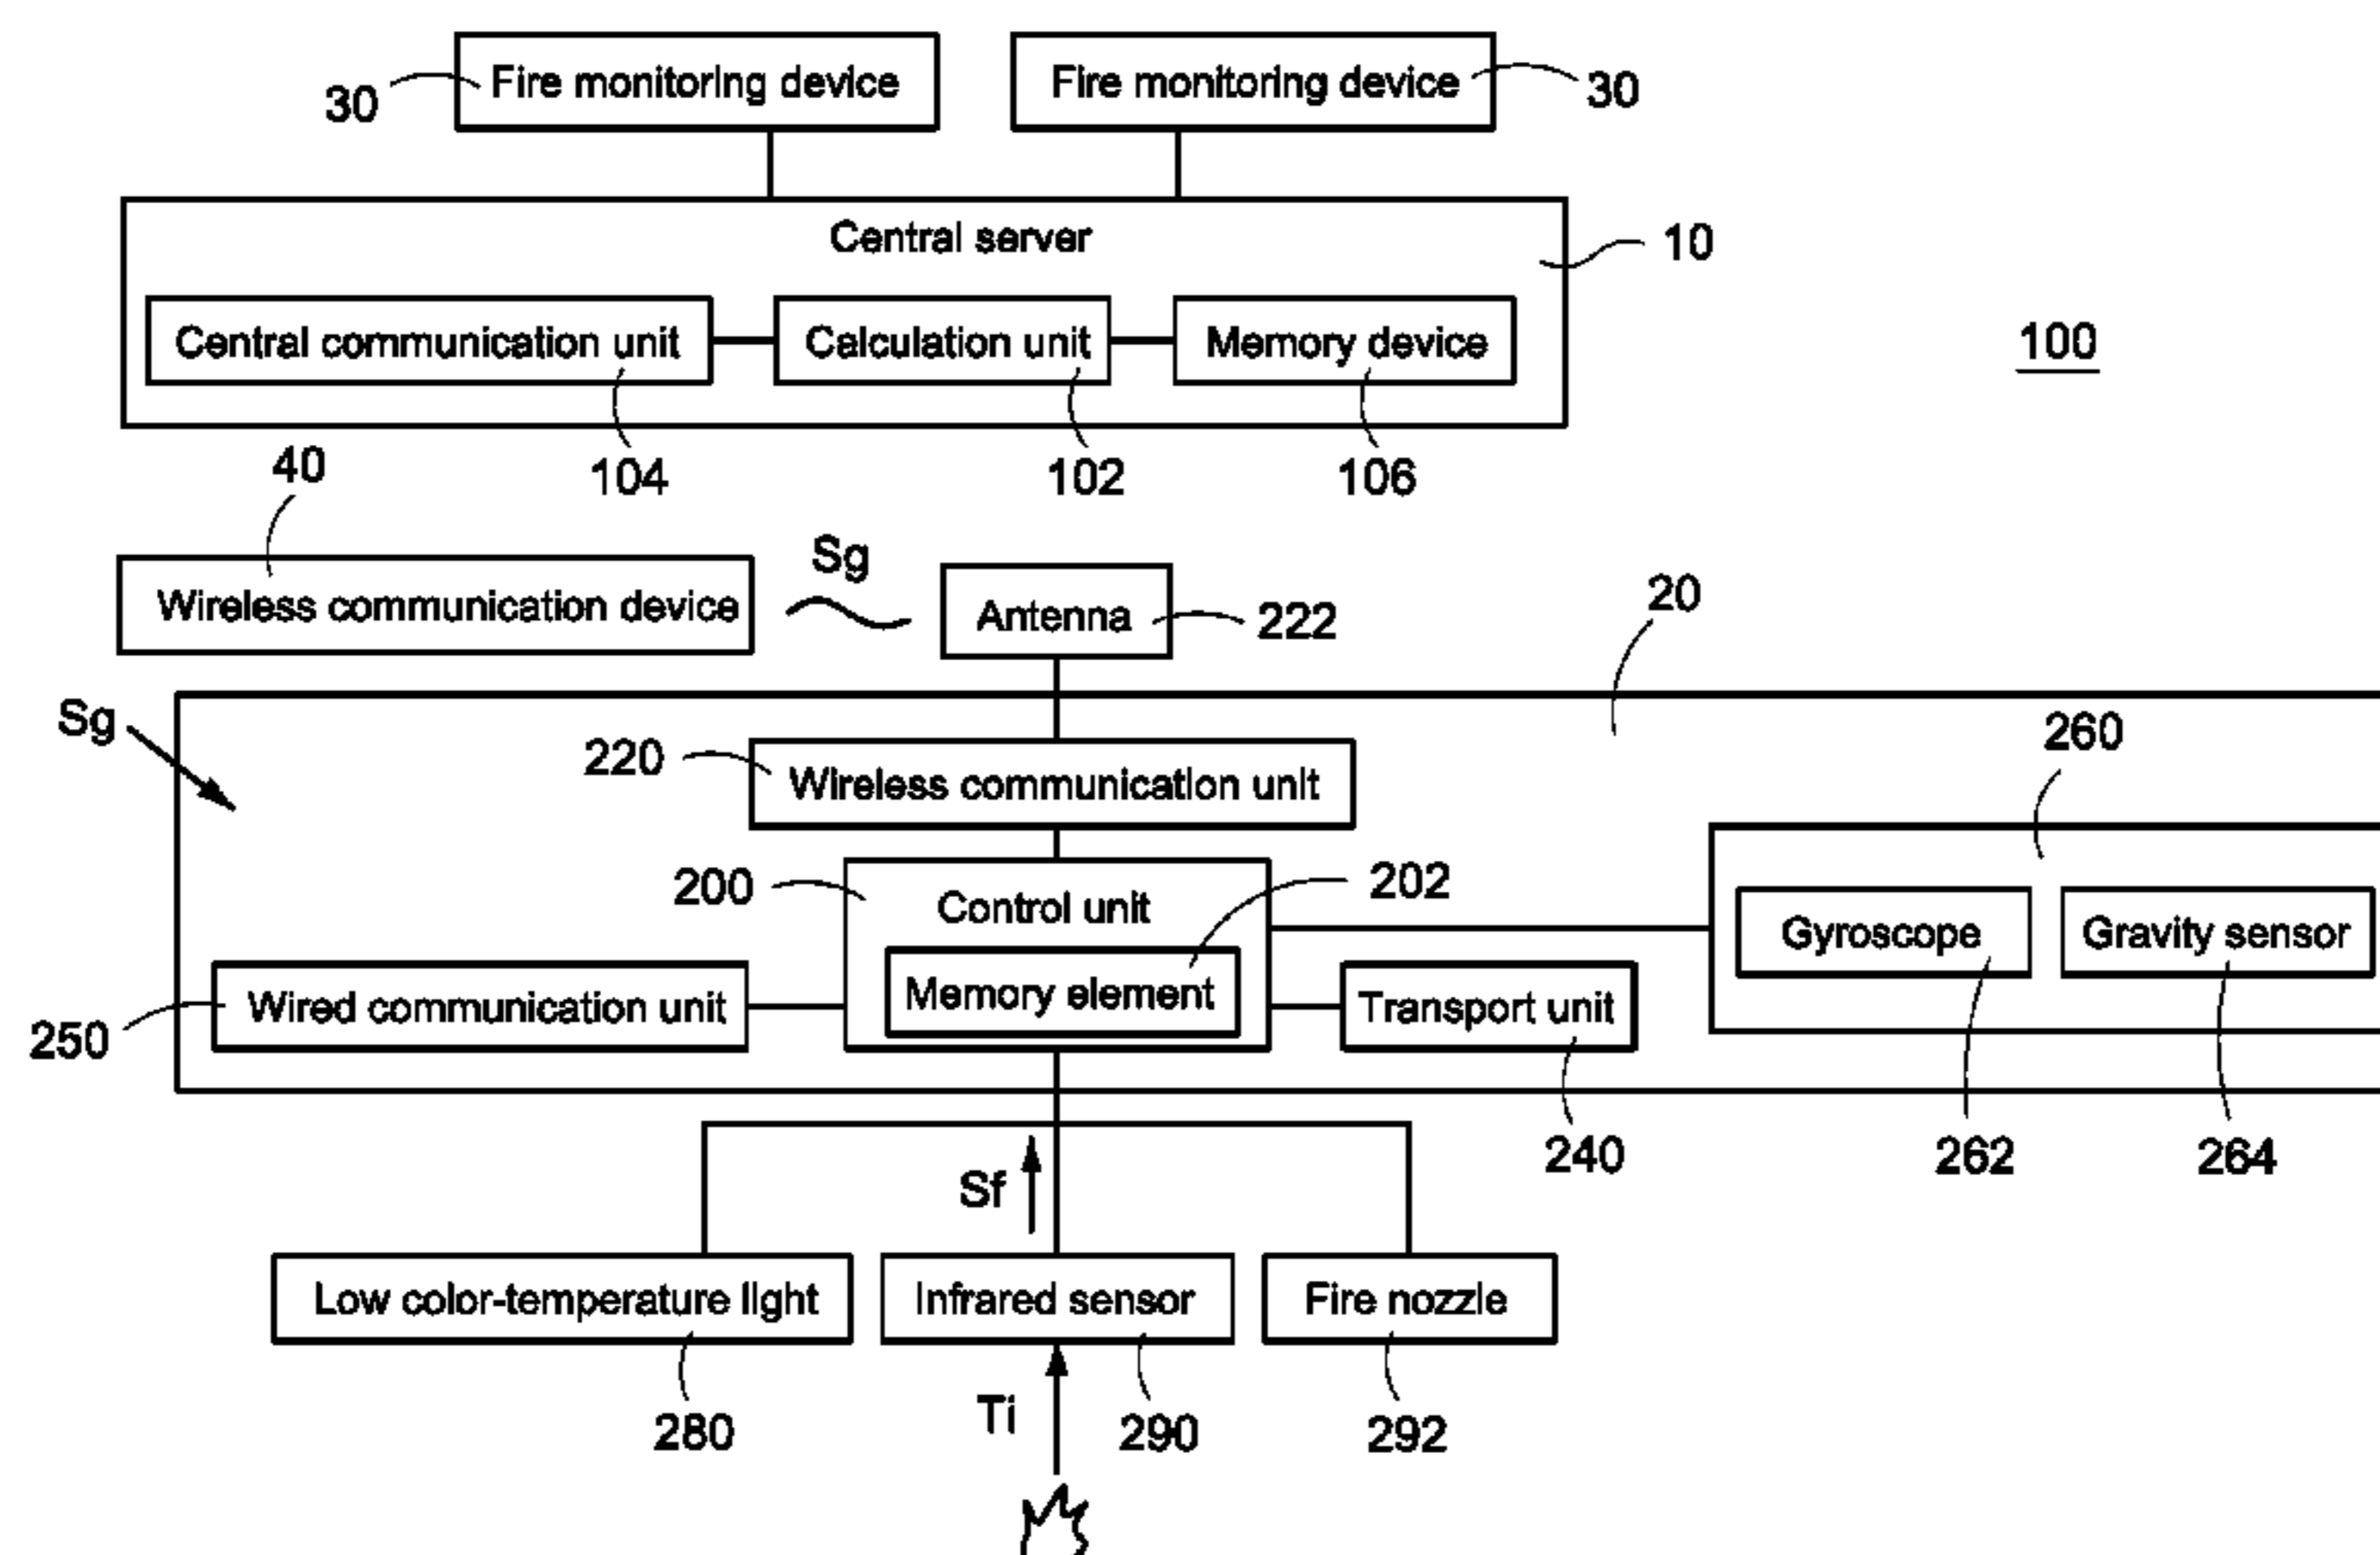 Fire monitoring device
Fire monitoring device
30
30
Central server
10
Central communication unit
Calculation unit
Memory device
100
104
102
106
40
Sg
Wireless communication device
Antenna
222
20
Sg
220
Wireless communication unit
260
200
Control unit
202
Gyroscope
Gravity sensor
Memory element
Wired communication unit
Transport unit
250
240
262
264
Sf
Low color-temperature light
Infrared sensor
Fire nozzle
Ti
280
290
292